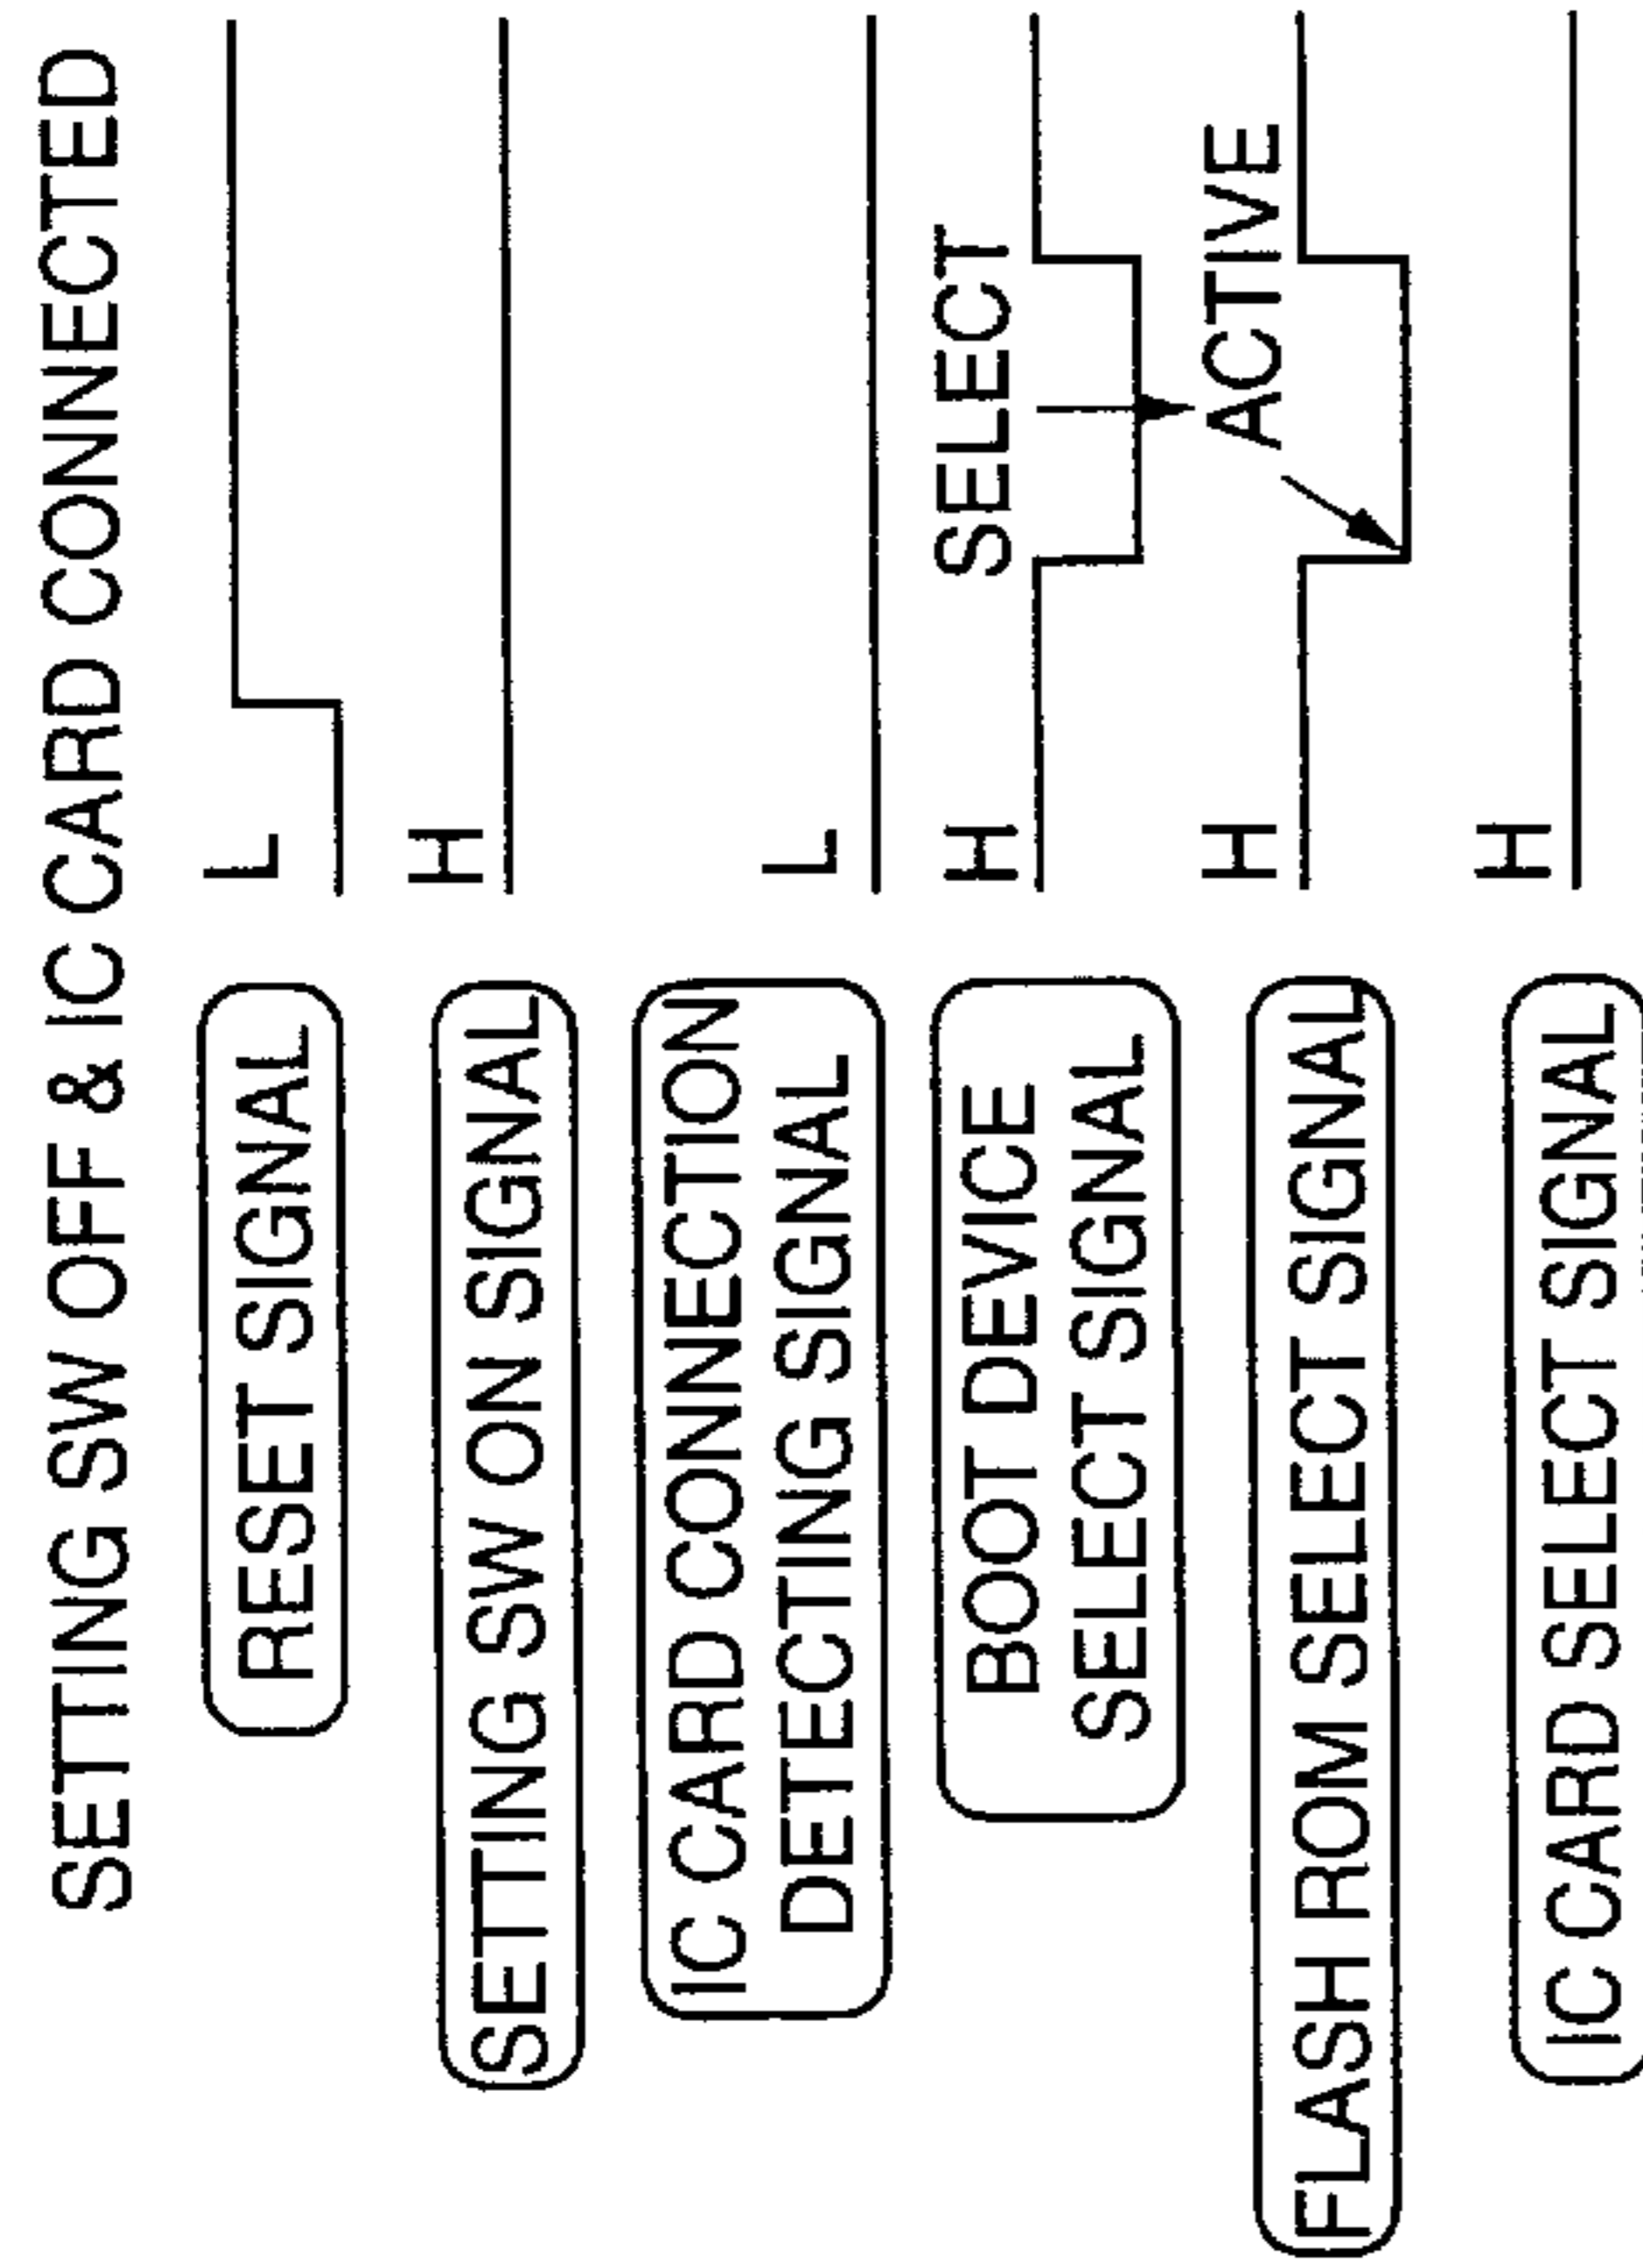 SETTING SW OFF & IC CARD CONNECTED
RESET SIGNAL
L
SETTING SW ON SIGNAL
H
IC CARD CONNECTION
DETECTING SIGNAL
L
BOOT DEVICE
SELECT SIGNAL
H
SELECT
FLASH ROM SELECT SIGNAL
H
ACTIVE
IC CARD SELECT SIGNAL
H